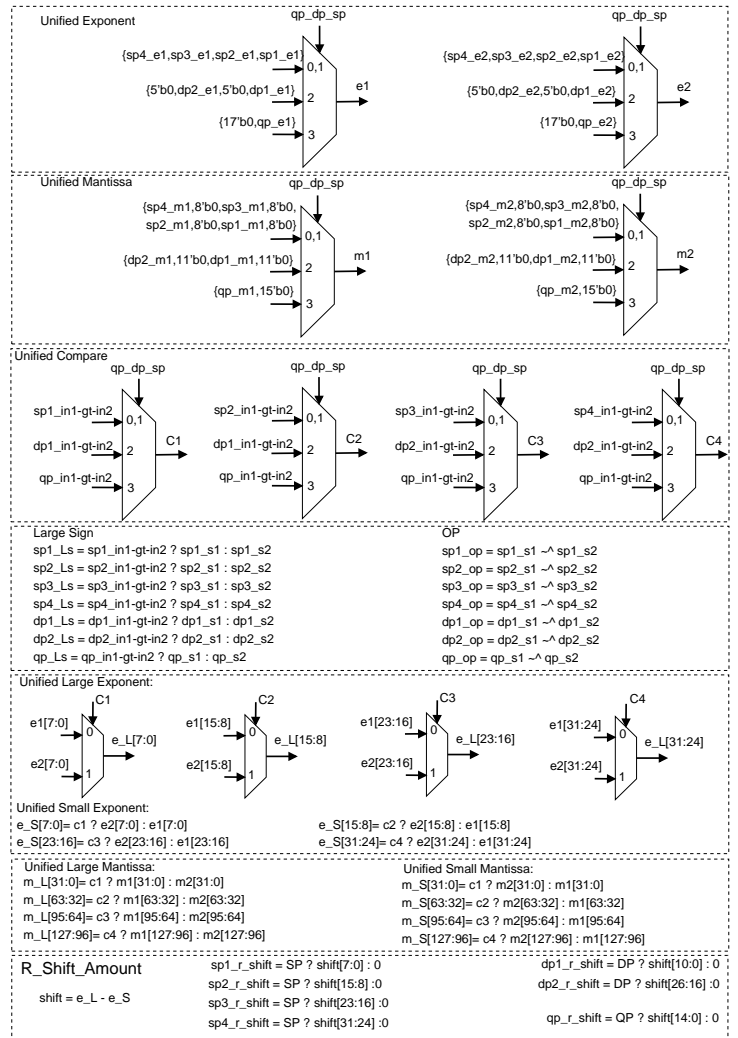 Unified Exponent
qp_dp_sp
{sp4_e1,sp3_e1,sp2_e1,sp1_e1}
0,1
{5'b0,dp2_e1,5'b0,dp1_e1}
2
e1
{17'b0,qp_e1}
3
qp_dp_sp
{sp4_e2,sp3_e2,sp2_e2,sp1_e2}
0,1
{5'b0,dp2_e2,5'b0,dp1_e2}
2
e2
{17'b0,qp_e2}
3
Unified Mantissa
qp_dp_sp
{sp4_m1,8'b0,sp3_m1,8'b0,
sp2_m1,8'b0,sp1_m1,8'b0}
0,1
{dp2_m1,11'b0,dp1_m1,11'b0}
2
m1
{qp_m1,15'b0}
3
qp_dp_sp
{sp4_m2,8'b0,sp3_m2,8'b0,
sp2_m2,8'b0,sp1_m2,8'b0}
0,1
{dp2_m2,11'b0,dp1_m2,11'b0}
2
m2
{qp_m2,15'b0}
3
Unified Compare
qp_dp_sp
sp1_in1-gt-in2
0,1
dp1_in1-gt-in2
2
C1
qp_in1-gt-in2
3
qp_dp_sp
sp2_in1-gt-in2
0,1
dp1_in1-gt-in2
2
C2
qp_in1-gt-in2
3
qp_dp_sp
sp3_in1-gt-in2
0,1
dp2_in1-gt-in2
2
C3
qp_in1-gt-in2
3
qp_dp_sp
sp4_in1-gt-in2
0,1
dp2_in1-gt-in2
2
C4
qp_in1-gt-in2
3
Large Sign
sp1_Ls = sp1_in1-gt-in2 ? sp1_s1 : sp1_s2
sp2_Ls = sp2_in1-gt-in2 ? sp2_s1 : sp2_s2
sp3_Ls = sp3_in1-gt-in2 ? sp3_s1 : sp3_s2
sp4_Ls = sp4_in1-gt-in2 ? sp4_s1 : sp4_s2
dp1_Ls = dp1_in1-gt-in2 ? dp1_s1 : dp1_s2
dp2_Ls = dp2_in1-gt-in2 ? dp2_s1 : dp2_s2
qp_Ls = qp_in1-gt-in2 ? qp_s1 : qp_s2
OP
sp1_op = sp1_s1 ~^ sp1_s2
sp2_op = sp2_s1 ~^ sp2_s2
sp3_op = sp3_s1 ~^ sp3_s2
sp4_op = sp4_s1 ~^ sp4_s2
dp1_op = dp1_s1 ~^ dp1_s2
dp2_op = dp2_s1 ~^ dp2_s2
qp_op = qp_s1 ~^ qp_s2
Unified Large Exponent:
C1
e1[7:0]
0
e_L[7:0]
e2[7:0]
1
C2
e1[15:8]
0
e_L[15:8]
e2[15:8]
1
C3
e1[23:16]
0
e_L[23:16]
e2[23:16]
1
C4
e1[31:24]
0
e_L[31:24]
e2[31:24]
1
Unified Small Exponent:
e_S[7:0]= c1 ? e2[7:0] : e1[7:0]
e_S[15:8]= c2 ? e2[15:8] : e1[15:8]
e_S[23:16]= c3 ? e2[23:16] : e1[23:16]
e_S[31:24]= c4 ? e2[31:24] : e1[31:24]
Unified Large Mantissa:
m_L[31:0]= c1 ? m1[31:0] : m2[31:0]
m_L[63:32]= c2 ? m1[63:32] : m2[63:32]
m_L[95:64]= c3 ? m1[95:64] : m2[95:64]
m_L[127:96]= c4 ? m1[127:96] : m2[127:96]
Unified Small Mantissa:
m_S[31:0]= c1 ? m2[31:0] : m1[31:0]
m_S[63:32]= c2 ? m2[63:32] : m1[63:32]
m_S[95:64]= c3 ? m2[95:64] : m1[95:64]
m_S[127:96]= c4 ? m2[127:96] : m1[127:96]
R_Shift_Amount
shift = e_L - e_S
sp1_r_shift = SP ? shift[7:0] : 0
sp2_r_shift = SP ? shift[15:8] : 0
sp3_r_shift = SP ? shift[23:16] :0
sp4_r_shift = SP ? shift[31:24] :0
dp1_r_shift = DP ? shift[10:0] : 0
dp2_r_shift = DP ? shift[26:16] :0
qp_r_shift = QP ? shift[14:0] : 0